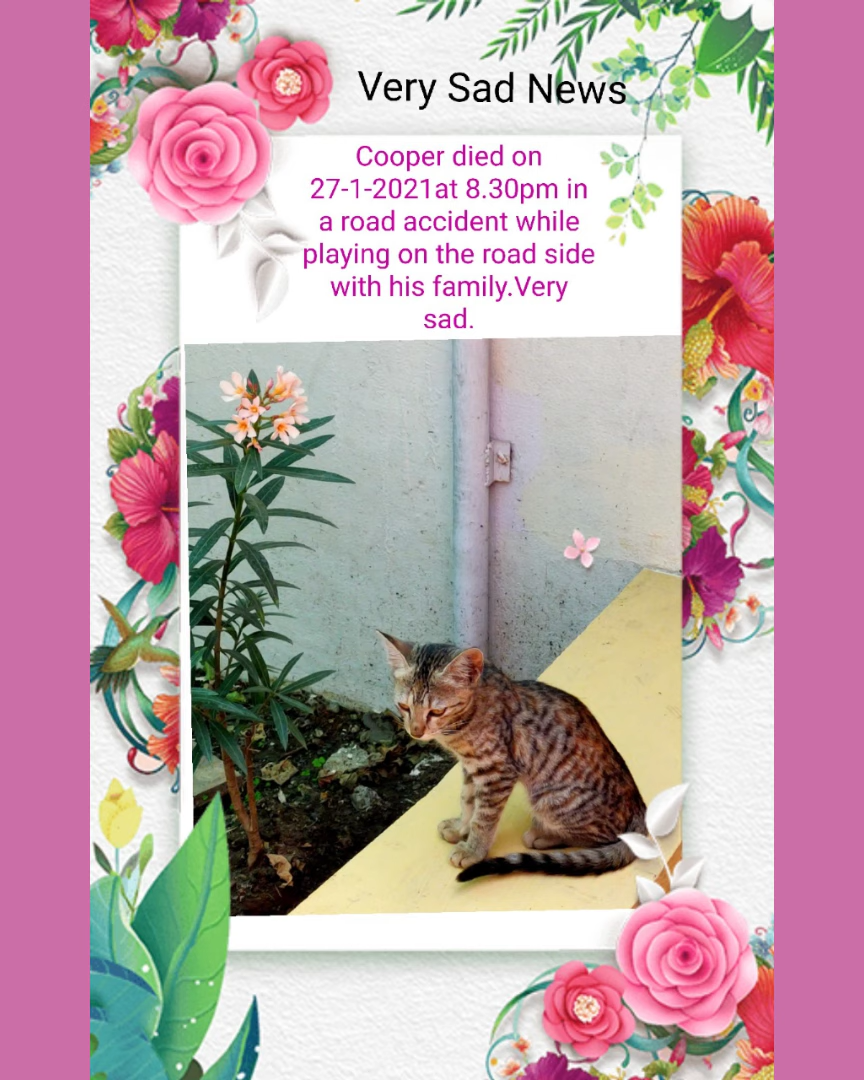 Very Sad News
Cooper died on
27-1-2021at 8.30pm in
a road accident while
playing on the road side
with his family.Very
sad.